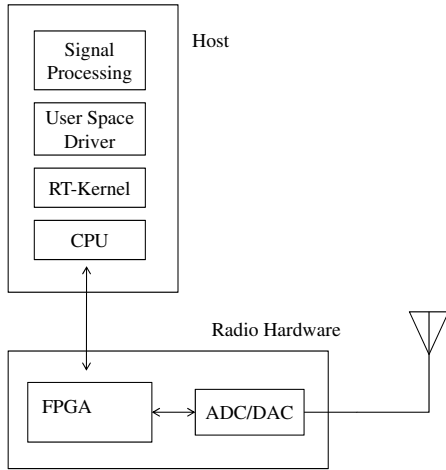 Signal
Processing
Host
User Space
Driver
RT-Kernel
CPU
Radio Hardware
FPGA
ADC/DAC